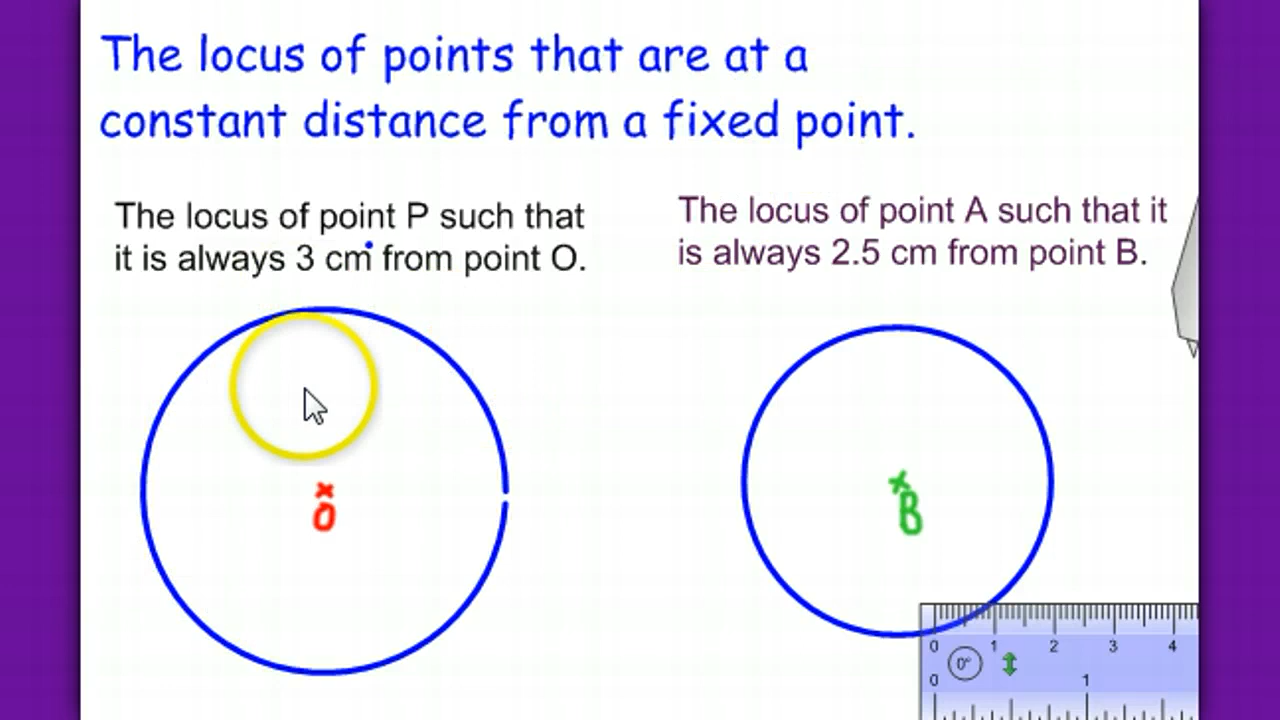 The locus of points that are at a
constant distance from a fixed point.
The locus of point P such that
it is always 3 cm from point O.
The locus of point A such that it
is always 2.5 cm from point B.
O
B
0 1 2 3 4
0°
0 1